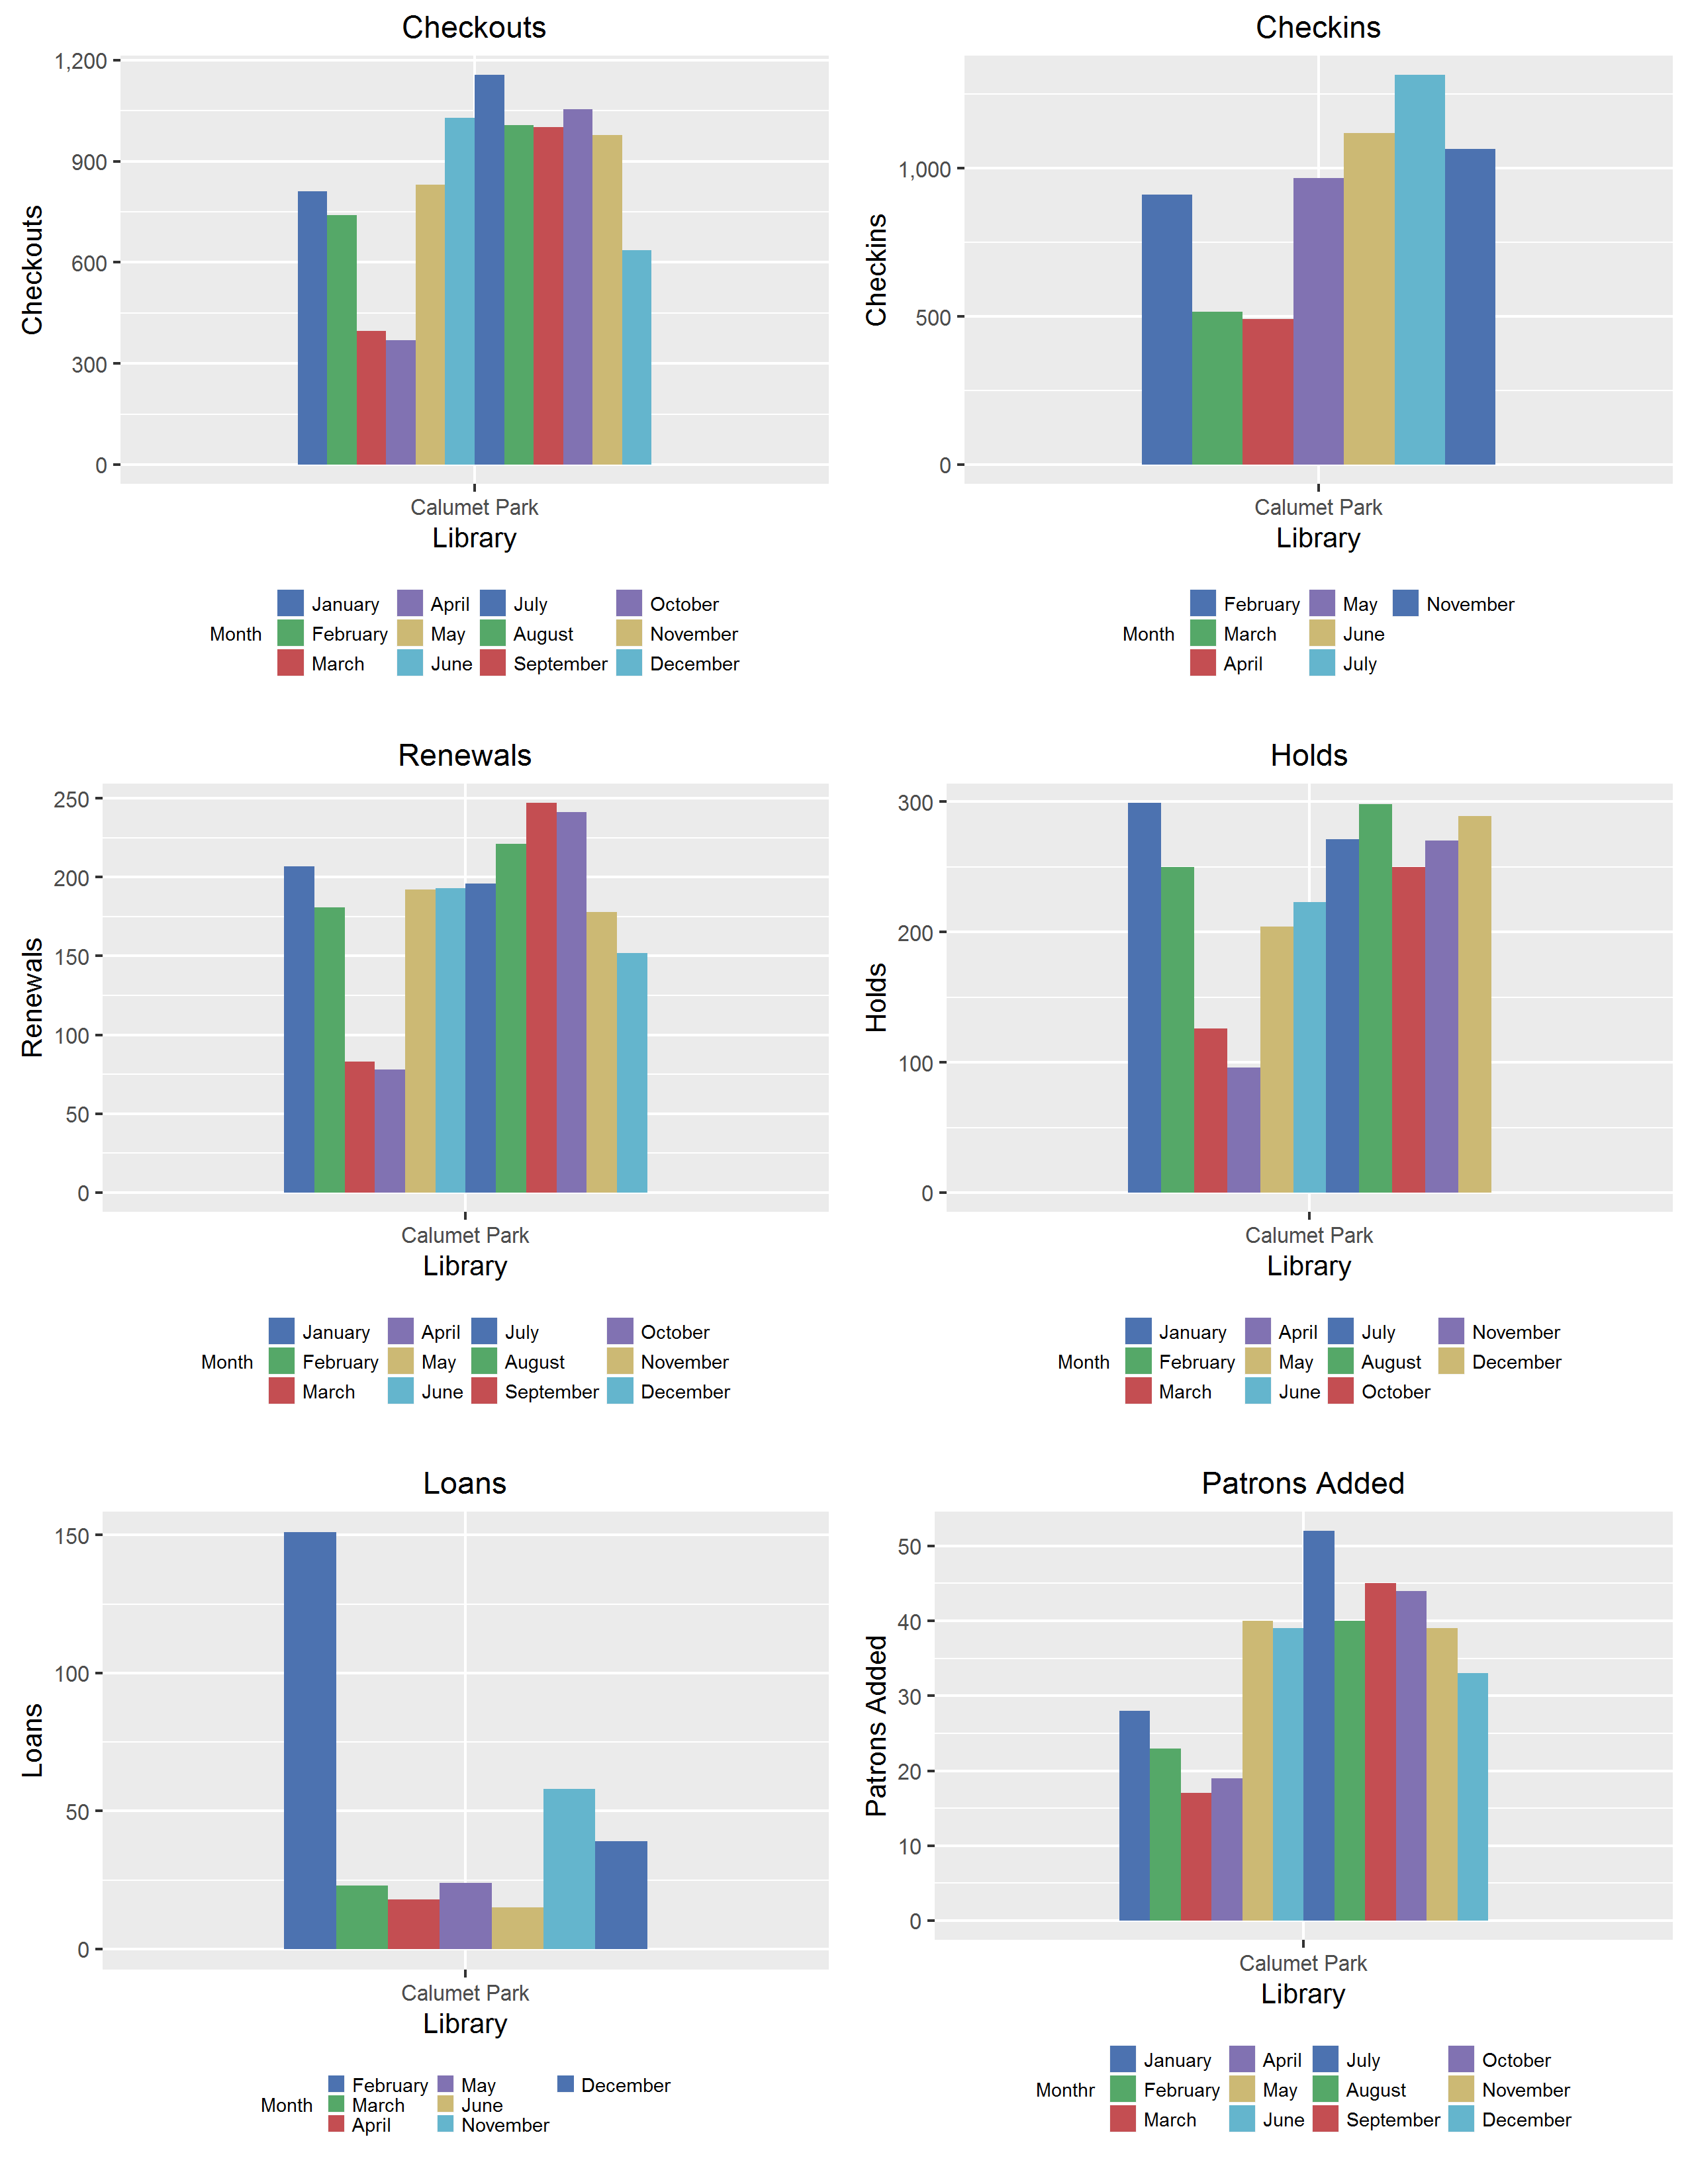 Checkouts
1,200
900
600
300
0
Checkouts
Calumet Park
Library
Month
January April July October
February May August November
March June September December
Checkins
1,000
500
0
Checkins
Calumet Park
Library
Month
February May November
March June
April July
Renewals
250
200
150
100
50
0
Renewals
Calumet Park
Library
Month
January April July October
February May August November
March June September December
Holds
300
200
100
0
Holds
Calumet Park
Library
Month
January April July November
February May August December
March June October
Loans
150
100
50
0
Loans
Calumet Park
Library
Month
February May December
March June
April November
Patrons Added
50
40
30
20
10
0
Patrons Added
Calumet Park
Library
Monthr
January April July October
February May August November
March June September December